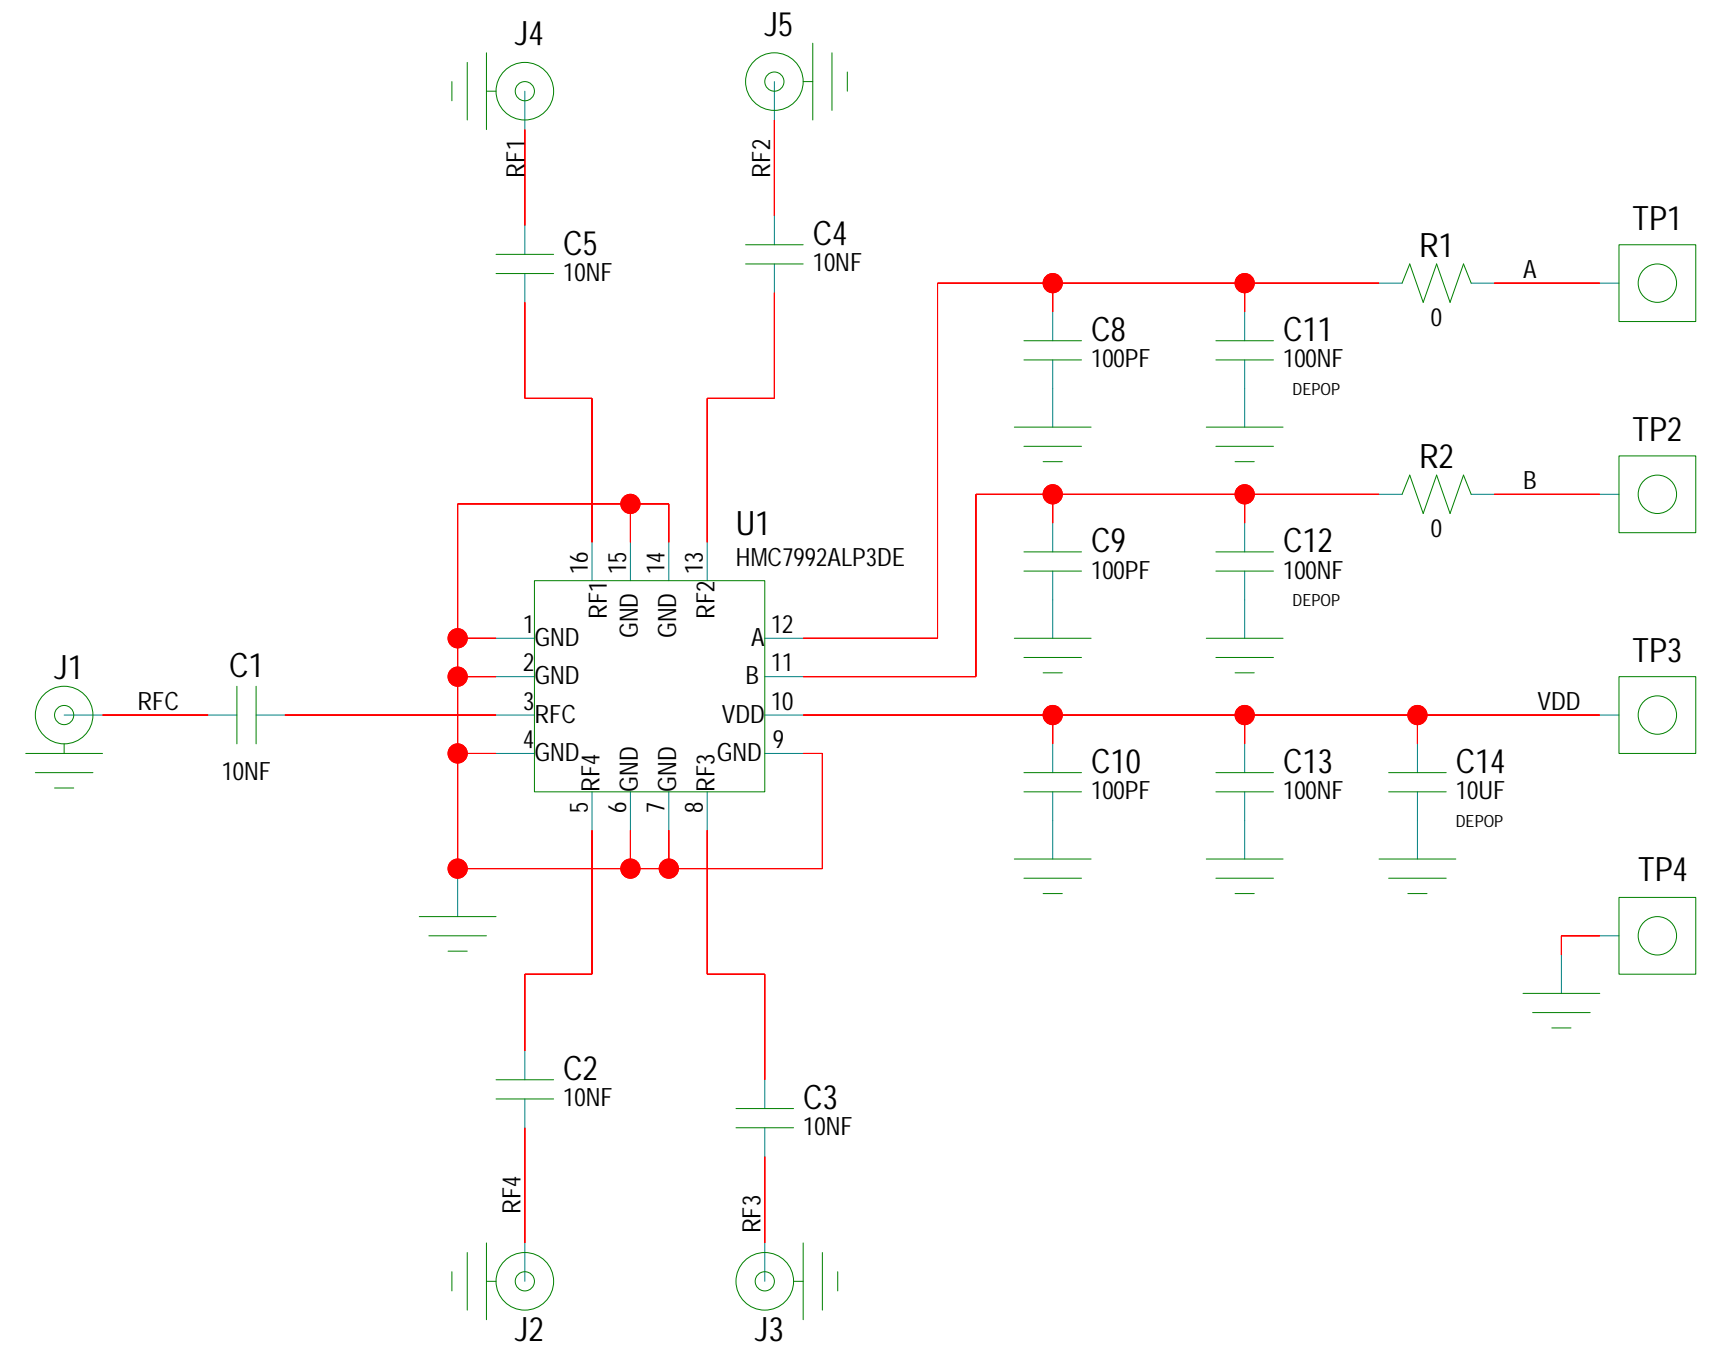 J4
J5
RF1
RF2
C5
10NF
C4
10NF
TP1
R1
A
0
C8
100PF
C11
100NF
DEPOP
TP2
R2
B
0
C9
100PF
C12
100NF
DEPOP
U1
HMC7992ALP3DE
16
15
14
13
RF1
GND
GND
RF2
1
GND
2
GND
3
RFC
4
GND
12
A
11
B
10
VDD
9
GND
RF4
GND
GND
RF3
5
6
7
8
J1
RFC
C1
10NF
TP3
VDD
C10
100PF
C13
100NF
C14
10UF
DEPOP
TP4
C2
10NF
C3
10NF
RF4
RF3
J2
J3